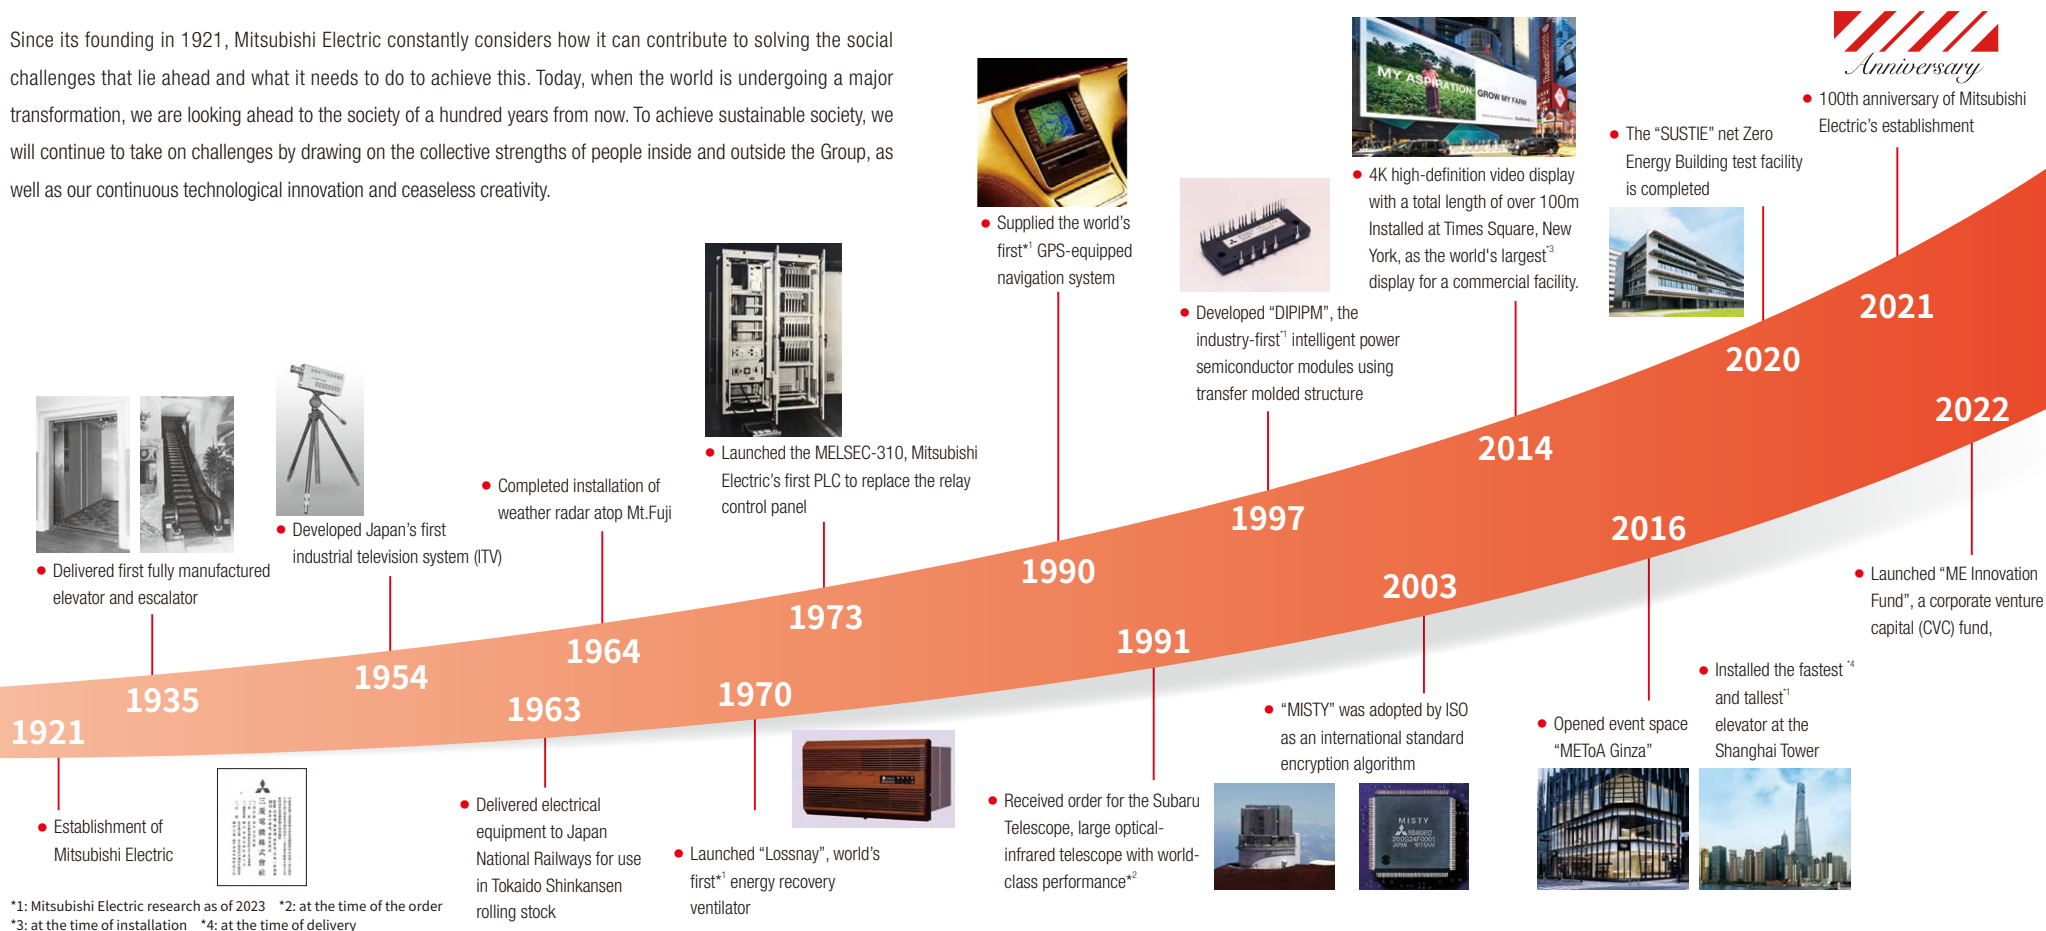 Since its founding in 1921, Mitsubishi Electric constantly considers how it can contribute to solving the social
challenges that lie ahead and what it needs to do to achieve this. Today, when the world is undergoing a major
transformation, we are looking ahead to the society of a hundred years from now. To achieve sustainable society, we
will continue to take on challenges by drawing on the collective strengths of people inside and outside the Group, as
well as our continuous technological innovation and ceaseless creativity.
Anniversary
● 100th anniversary of Mitsubishi
Electric's establishment
2021
● The “SUSTIE” net Zero
Energy Building test facility
is completed
2020
MY ASPIRATION:
GROW MY FARM
● 4K high-definition video display
with a total length of over 100m
Installed at Times Square, New
York, as the world's largest*3
display for a commercial facility.
2014
● Developed “DIPIPM”, the
industry-first*1 intelligent power
semiconductor modules using
transfer molded structure
1997
● Supplied the world's
first*1 GPS-equipped
navigation system
1990
● Launched the MELSEC-310, Mitsubishi
Electric's first PLC to replace the relay
control panel
1973
● Completed installation of
weather radar atop Mt.Fuji
1964
● Developed Japan's first
industrial television system (ITV)
1954
● Delivered first fully manufactured
elevator and escalator
1935
1921
● Establishment of
Mitsubishi Electric
三菱電機株式會社
1963
● Delivered electrical
equipment to Japan
National Railways for use
in Tokaido Shinkansen
rolling stock
1970
● Launched “Lossnay”, world's
first*1 energy recovery
ventilator
1991
● Received order for the Subaru
Telescope, large optical-
infrared telescope with world-
class performance*2
2003
● “MISTY” was adopted by ISO
as an international standard
encryption algorithm
MISTY
JAPAN
2016
● Opened event space
“METoA Ginza”
● Installed the fastest *4
and tallest*1
elevator at the
Shanghai Tower
2022
● Launched “ME Innovation
Fund”, a corporate venture
capital (CVC) fund,
*1: Mitsubishi Electric research as of 2023 *2: at the time of the order
*3: at the time of installation *4: at the time of delivery